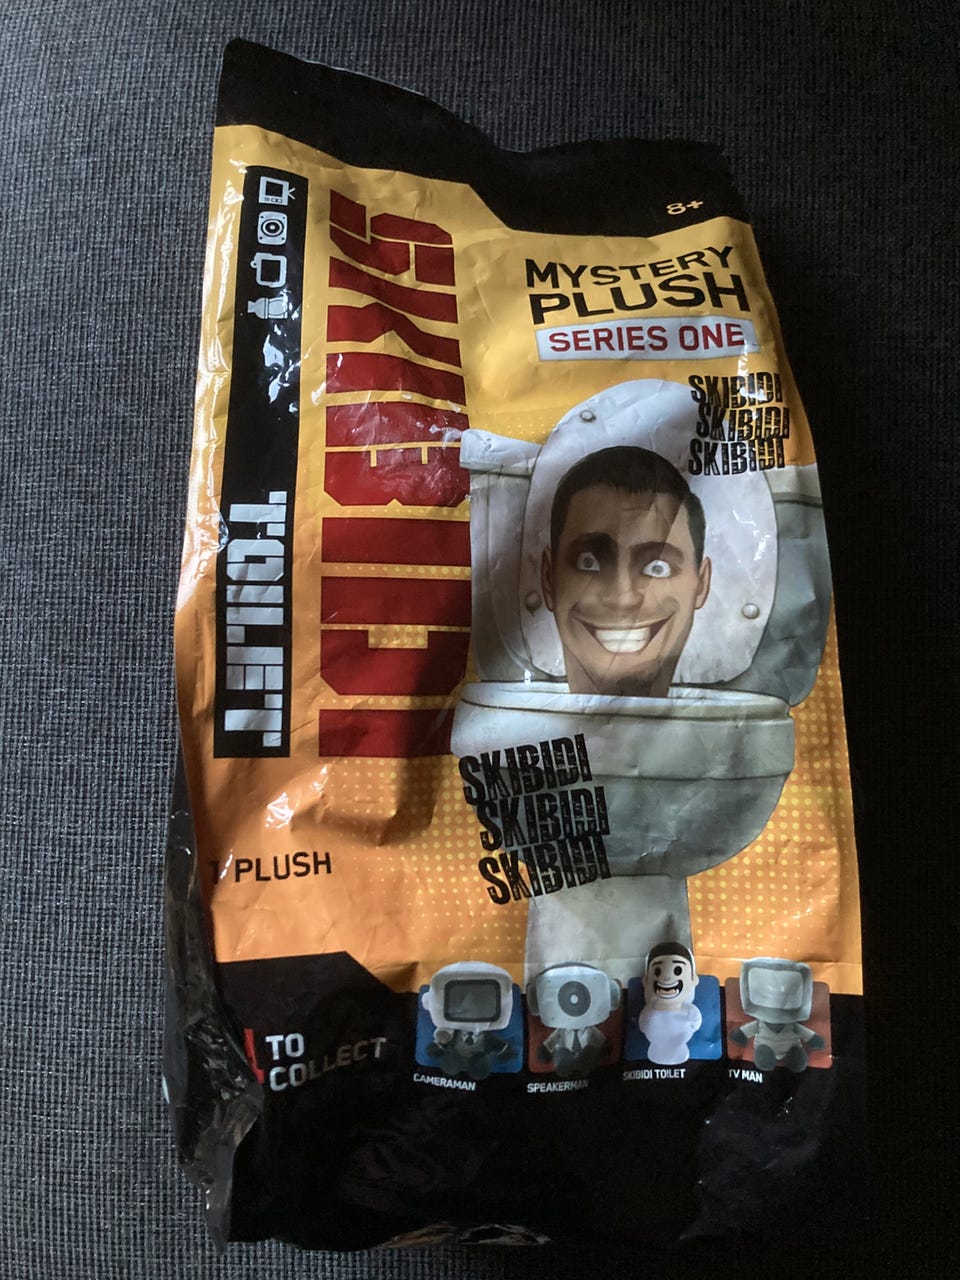 8+
MYSTERY
PLUSH
SERIES ONE
SKIBIDI
TOILET
SKIBIDI
SKIBIDI
SKIBIDI
SKIBIDI
SKIBIDI
SKIBIDI
1 PLUSH
TO
COLLECT
CAMERAMAN
SPEAKERMAN
SKIBIDI TOILET
TV MAN